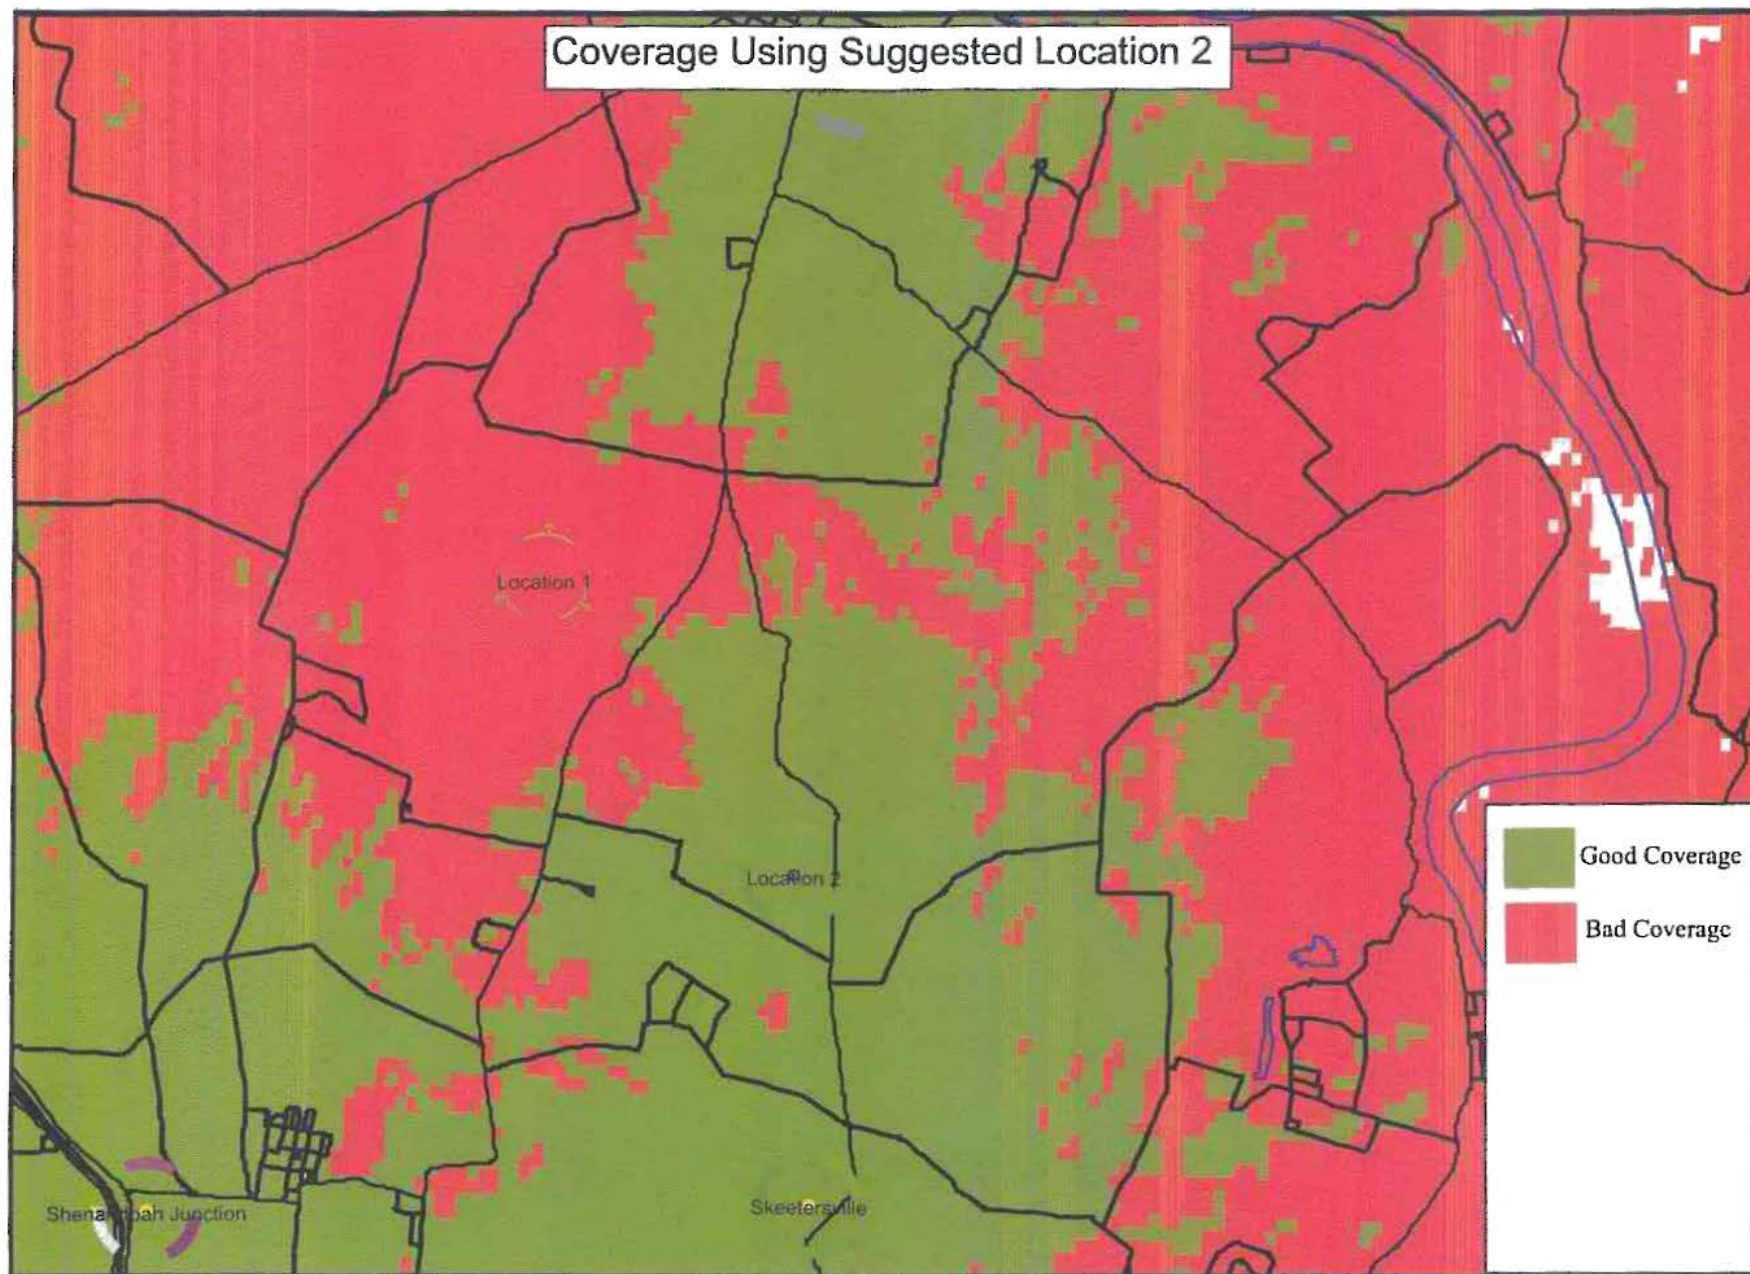 Coverage Using Suggested Location 2
Location 1
Good Coverage
Location 2
Bad Coverage
Shenandoah Junction
Skeetersville